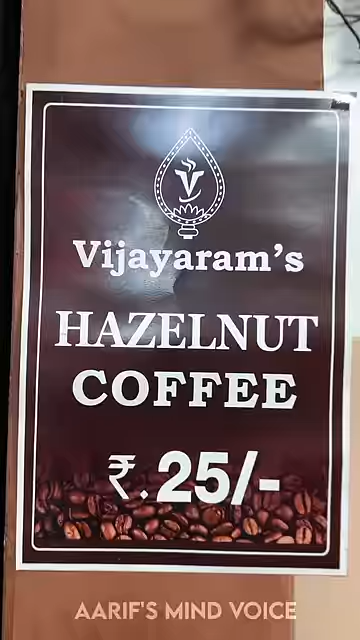 V
Vijayaram's
HAZELNUT
COFFEE
₹.25/-
AARIF'S MIND VOICE